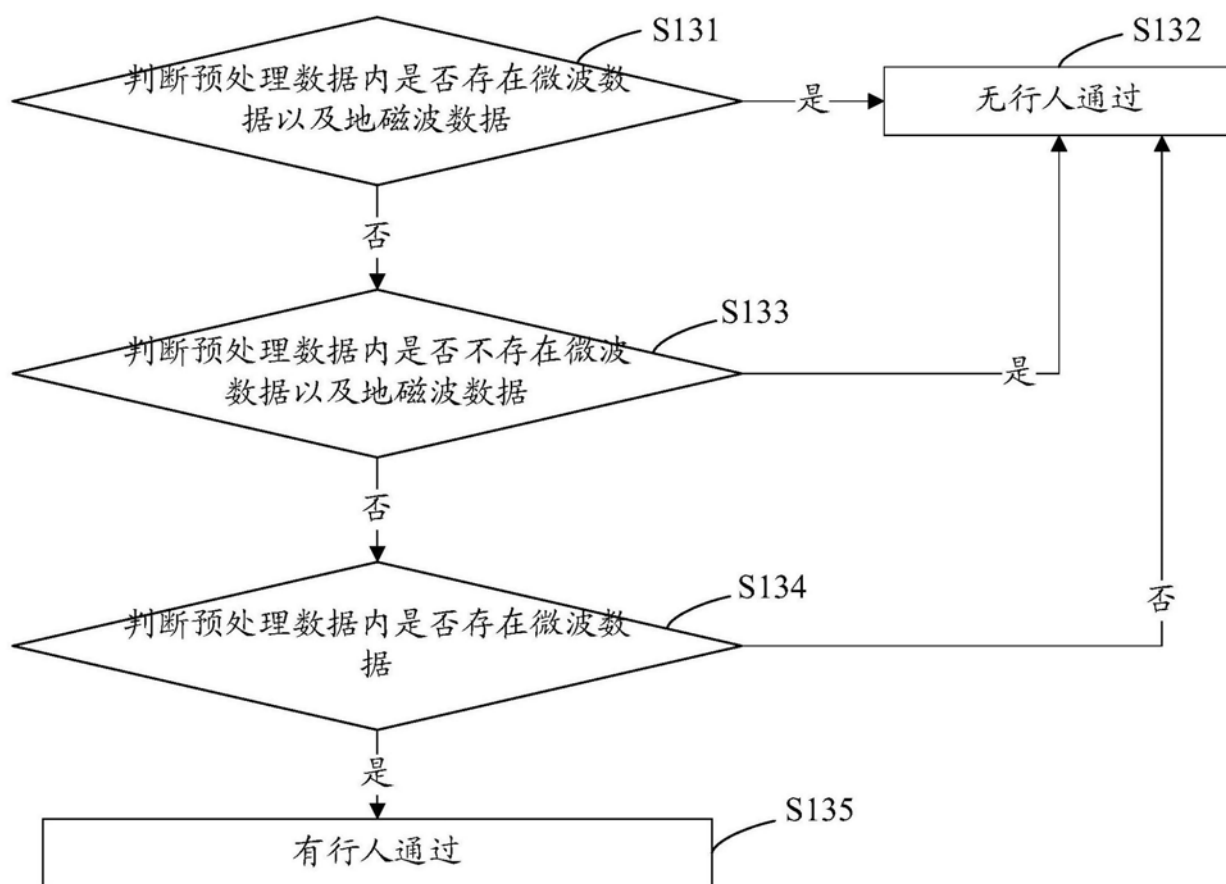 S131
判断预处理数据内是否存在微波数
据以及地磁波数据
是
S132
无行人通过
否
S133
判断预处理数据内是否不存在微波
数据以及地磁波数据
是
否
S134
判断预处理数据内是否存在微波数
据
否
是
S135
有行人通过